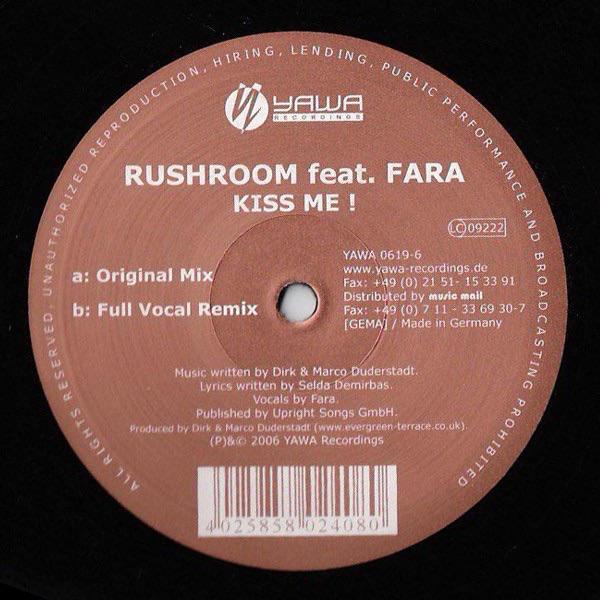 ALL RIGHTS RESERVED, UNAUTHORIZED REPRODUCTION, HIRING, LENDING, PUBLIC PERFORMANCE AND BROADCASTING PROHIBITED
YAWA
RECORDINGS
RUSHROOM feat. FARA
KISS ME !
LC 09222
a: Original Mix
b: Full Vocal Remix
YAWA 0619-6
www.yawa-recordings.de
Fax: +49 (0) 21 51- 15 33 91
Distributed by music mail
Fax: +49 (0) 7 11 - 33 69 30-7
[GEMA] / Made in Germany
Music written by Dirk & Marco Duderstadt.
Lyrics written by Selda Demirbas.
Vocals by Fara.
Published by Upright Songs GmbH.
Produced by Dirk & Marco Duderstadt (www.evergreen-terrace.co.uk).
(P)&© 2006 YAWA Recordings
4 025858 024080